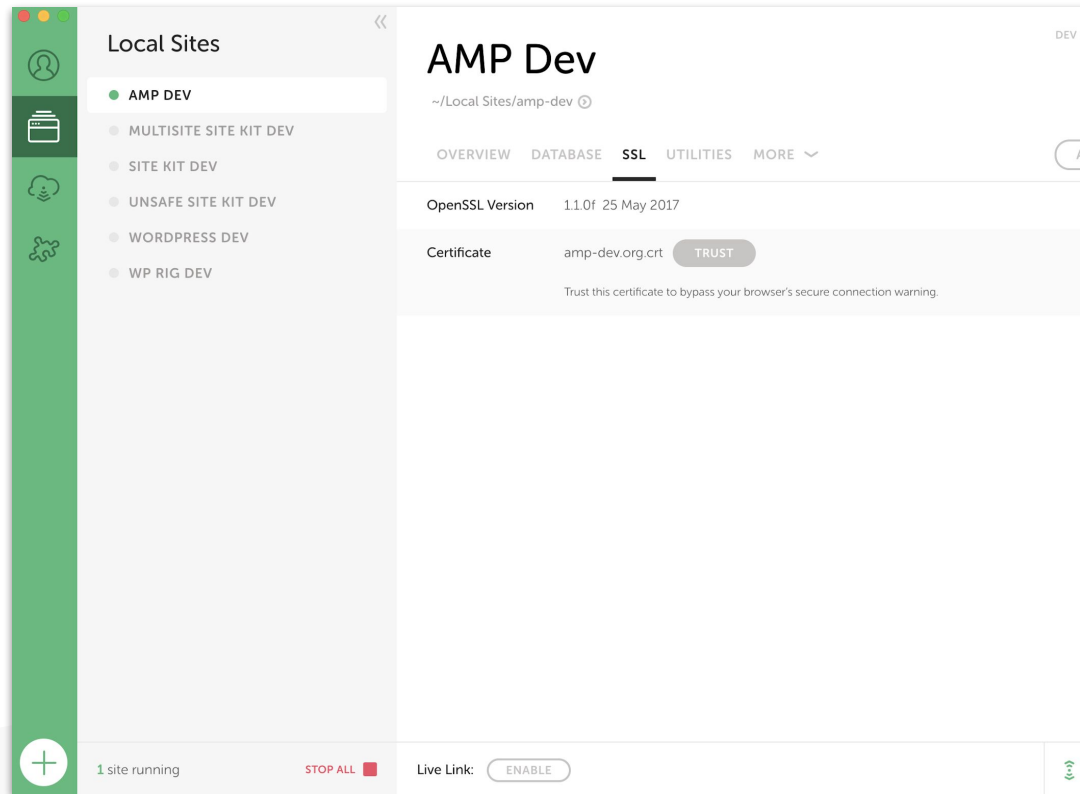 Local Sites
AMP DEV
MULTISITE SITE KIT DEV
SITE KIT DEV
UNSAFE SITE KIT DEV
WORDPRESS DEV
WP RIG DEV
1 site running STOP ALL
AMP Dev
DEV
~/Local Sites/amp-dev
OVERVIEW DATABASE SSL UTILITIES MORE
OpenSSL Version 1.1.0f 25 May 2017
Certificate amp-dev.org.crt TRUST
Trust this certificate to bypass your browser's secure connection warning.
Live Link: ENABLE